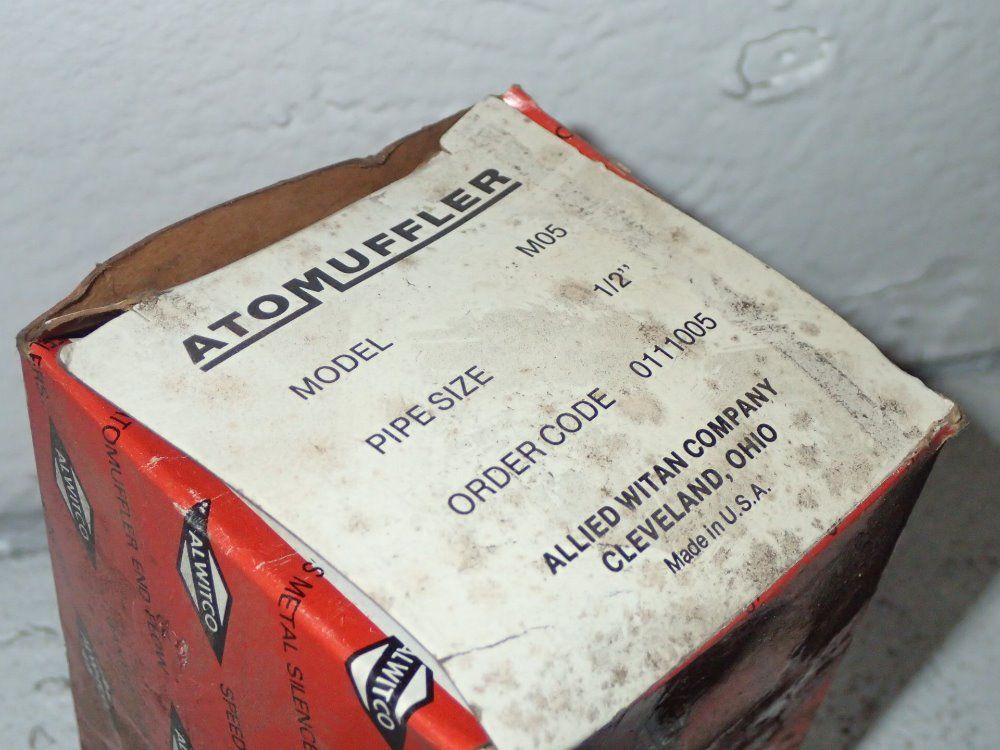 ATOMUFFLER
MODEL M05
PIPE SIZE 1/2"
ORDER CODE 0111005
ALLIED WITAN COMPANY
CLEVELAND, OHIO
Made in U.S.A.
ALWITCO
ALWITCO
ALWITCO
METAL
SPEED